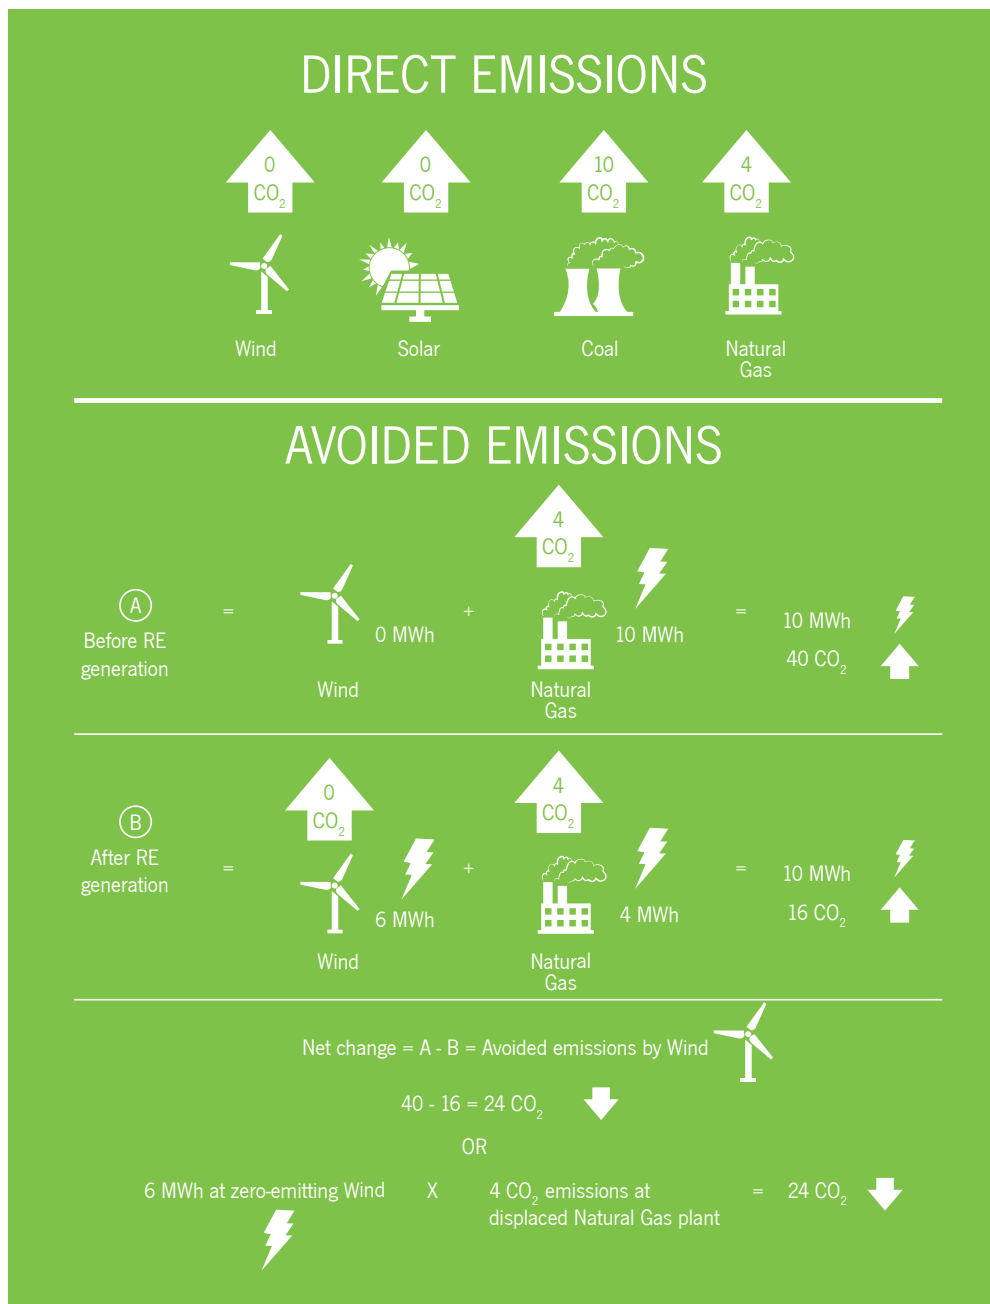 DIRECT EMISSIONS
0 0 10 4
CO2 CO2 CO2 CO2
Wind Solar Coal Natural
Gas
AVOIDED EMISSIONS
4
CO2
A = + =
Before RE
generation
0 MWh
10 MWh
10 MWh
40 CO2
Wind
Natural
Gas
0
CO2
4
CO2
B
After RE
generation
= + =
6 MWh
4 MWh
10 MWh
16 CO2
Wind
Natural
Gas
Net change = A - B = Avoided emissions by Wind
40 - 16 = 24 CO2
OR
6 MWh at zero-emitting Wind X 4 CO2 emissions at = 24 CO2
displaced Natural Gas plant